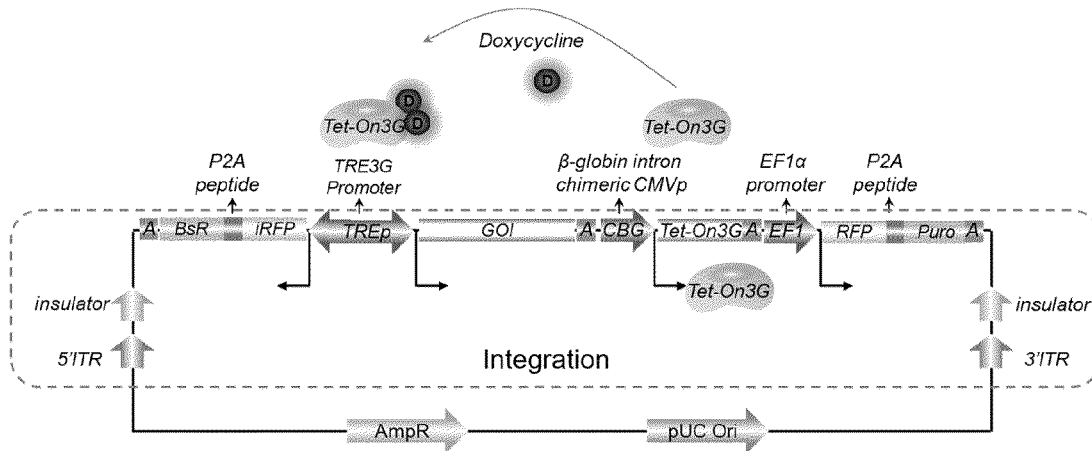 Doxycycline
D
D
D
Tet-On3G
Tet-On3G
P2A
peptide
TRE3G
Promoter
β-globin intron
chimeric CMVp
EF1α
promoter
P2A
peptide
A BsR iRFP TREp GOI A CBG Tet-On3G A EF1 RFP Puro A
Tet-On3G
insulator
insulator
5'ITR
Integration
3'ITR
AmpR
pUC Ori